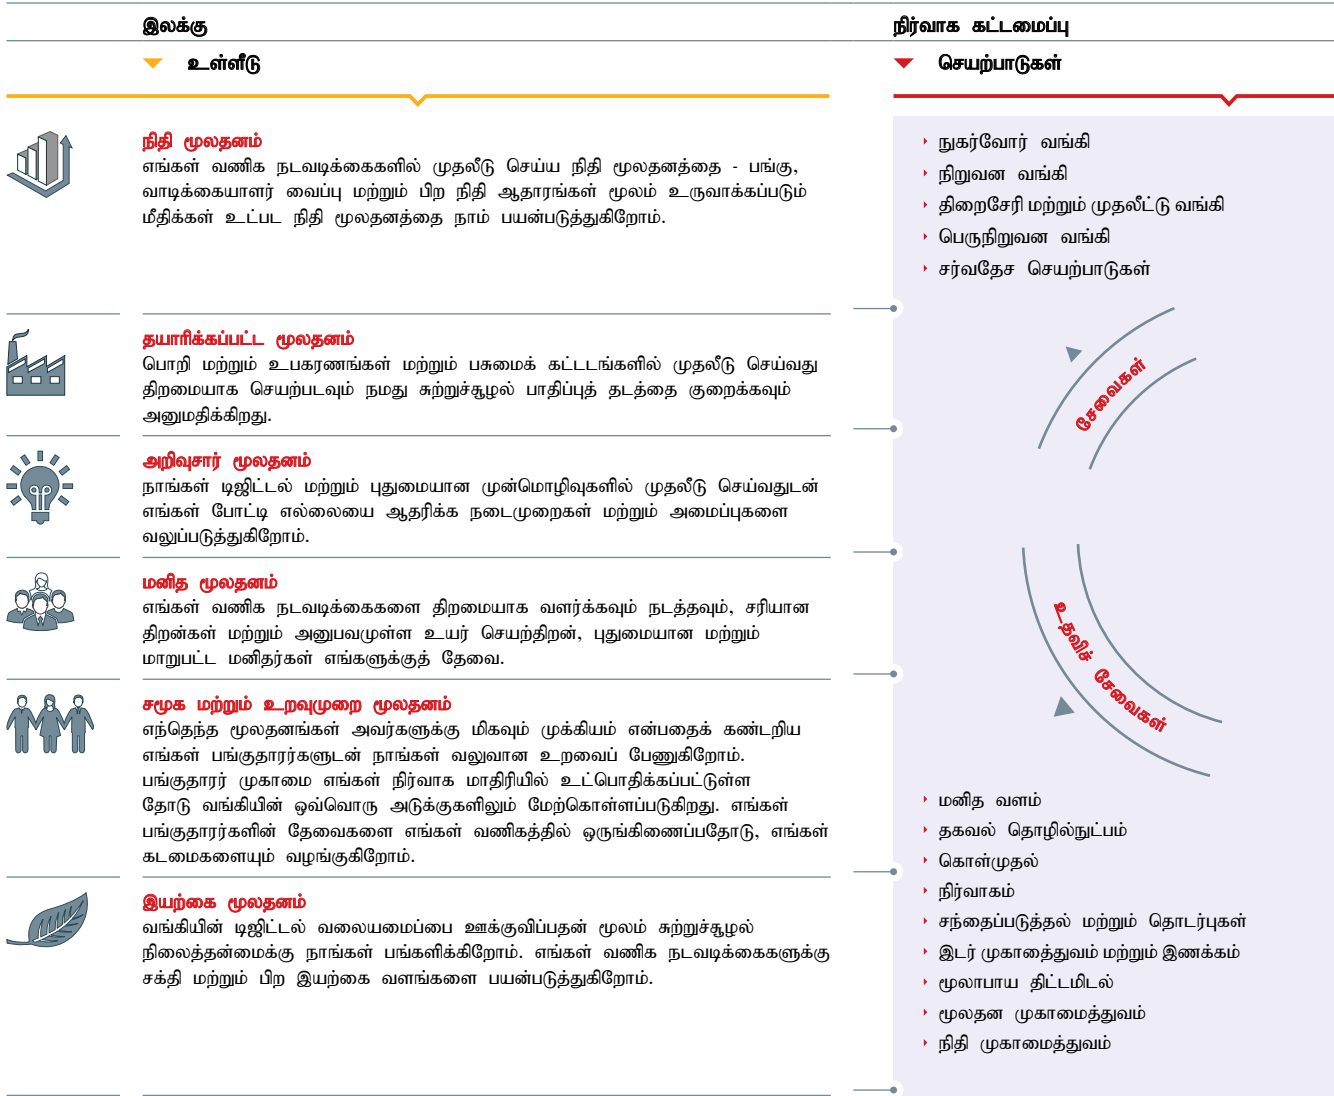 இலக்கு
உள்ளீடு
நிதி மூலதனம்
எங்கள் வணிக நடவடிக்கைகளில் முதலீடு செய்ய நிதி மூலதனத்தை - பங்கு,
வாடிக்கையாளர் வைப்பு மற்றும் பிற நிதி ஆதாரங்கள் மூலம் உருவாக்கப்படும்
மீதிக்கள் உட்பட நிதி மூலதனத்தை நாம் பயன்படுத்துகிறோம்.
தயாரிக்கப்பட்ட மூலதனம்
பொறி மற்றும் உபகரணங்கள் மற்றும் பசுமைக் கட்டடங்களில் முதலீடு செய்வது
திறமையாக செயற்படவும் நமது சுற்றுச்சூழல் பாதிப்புத் தடத்தை குறைக்கவும்
அனுமதிக்கிறது.
அறிவுசார் மூலதனம்
நாங்கள் டிஜிட்டல் மற்றும் புதுமையான முன்மொழிவுகளில் முதலீடு செய்வதுடன்
எங்கள் போட்டி எல்லையை ஆதரிக்க நடைமுறைகள் மற்றும் அமைப்புகளை
வலுப்படுத்துகிறோம்.
மனித மூலதனம்
எங்கள் வணிக நடவடிக்கைகளை திறமையாக வளர்க்கவும் நடத்தவும், சரியான
திறன்கள் மற்றும் அனுபவமுள்ள உயர் செயற்திறன், புதுமையான மற்றும்
மாறுபட்ட மனிதர்கள் எங்களுக்குத் தேவை.
சமூக மற்றும் உறவுமுறை மூலதனம்
எந்தெந்த மூலதனங்கள் அவர்களுக்கு மிகவும் முக்கியம் என்பதைக் கண்டறிய
எங்கள் பங்குதாரர்களுடன் நாங்கள் வலுவான உறவைப் பேணுகிறோம்.
பங்குதாரர் முகாமை எங்கள் நிர்வாக மாதிரியில் உட்பொதிக்கப்பட்டுள்ள
தோடு வங்கியின் ஒவ்வொரு அடுக்குகளிலும் மேற்கொள்ளப்படுகிறது. எங்கள்
பங்குதாரர்களின் தேவைகளை எங்கள் வணிகத்தில் ஒருங்கிணைப்பதோடு, எங்கள்
கடமைகளையும் வழங்குகிறோம்.
இயற்கை மூலதனம்
வங்கியின் டிஜிட்டல் வலையமைப்பை ஊக்குவிப்பதன் மூலம் சுற்றுச்சூழல்
நிலைத்தன்மைக்கு நாங்கள் பங்களிக்கிறோம். எங்கள் வணிக நடவடிக்கைகளுக்கு
சக்தி மற்றும் பிற இயற்கை வளங்களை பயன்படுத்துகிறோம்.
நிர்வாக கட்டமைப்பு
செயற்பாடுகள்
நுகர்வோர் வங்கி
நிறுவன வங்கி
திறைசேரி மற்றும் முதலீட்டு வங்கி
பெருநிறுவன வங்கி
சர்வதேச செயற்பாடுகள்
சேவைகள்
உதவிச் சேவைகள்
மனித வளம்
தகவல் தொழில்நுட்பம்
கொள்முதல்
நிர்வாகம்
சந்தைப்படுத்தல் மற்றும் தொடர்புகள்
இடர் முகாமைத்துவம் மற்றும் இணக்கம்
மூலாபாய திட்டமிடல்
மூலதன முகாமைத்துவம்
நிதி முகாமைத்துவம்